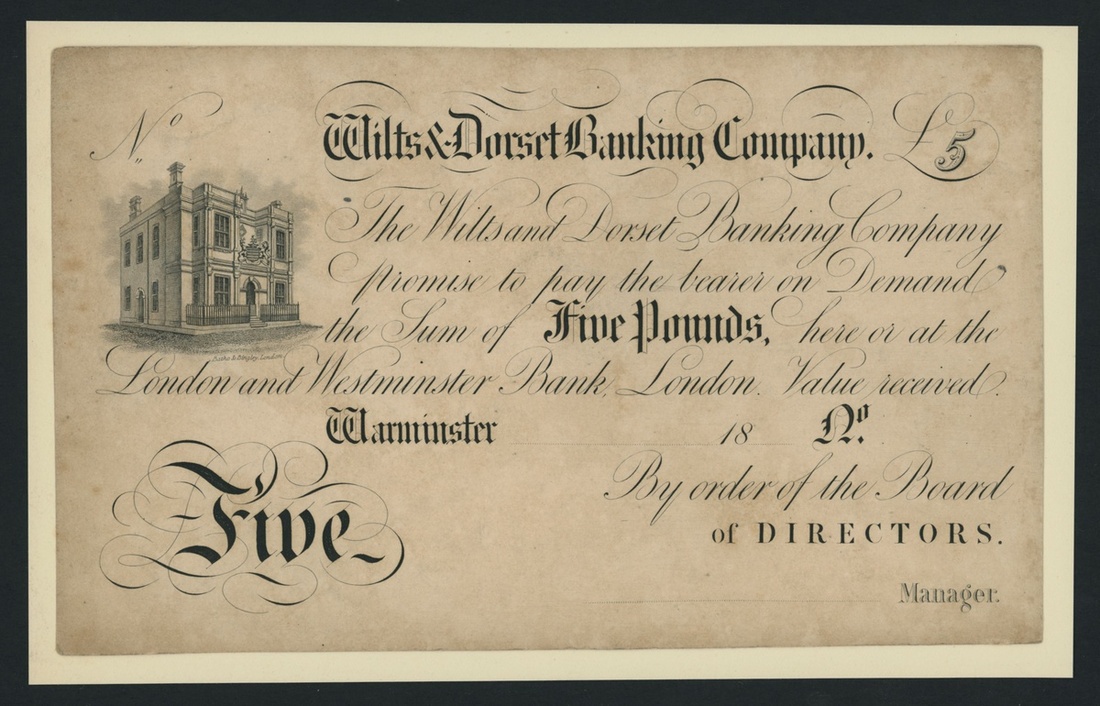 No
Wilts & Dorset Banking Company. £5
The Wilts and Dorset Banking Company
promise to pay the bearer on Demand
the Sum of Five Pounds, here or at the
London and Westminster Bank, London. Value received.
Warminster 18 No.
By order of the Board
of DIRECTORS.
Five
Manager.